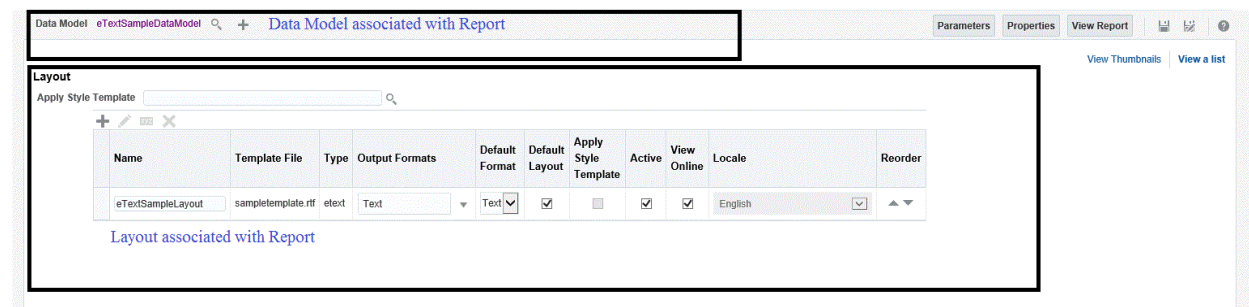 Data Model eTextSampleDataModel Data Model associated with Report Parameters Properties View Report
View Thumbnails View a list
Layout
Apply Style Template
Name Template File Type Output Formats Default Format Default Layout Apply Style Template Active View Online Locale Reorder
eTextSampleLayout sampletemplate.rtf etext Text Text English
Layout associated with Report